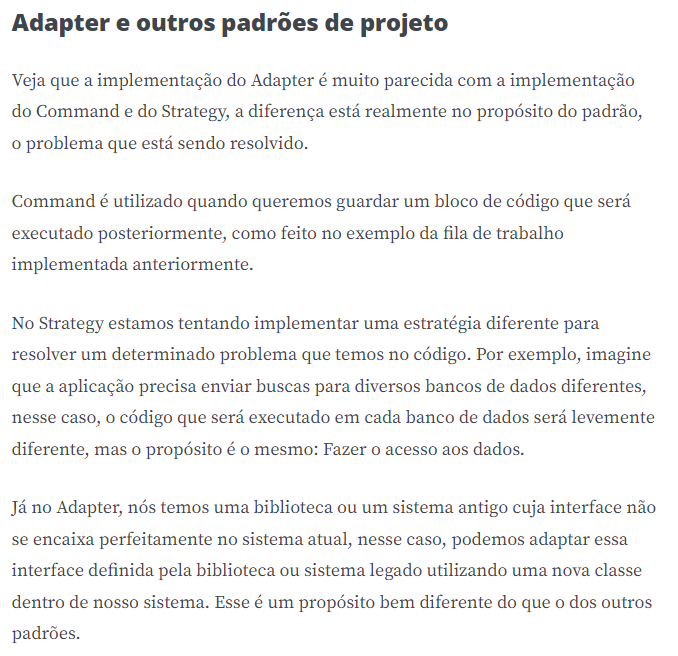 Adapter e outros padrões de projeto
Veja que a implementação do Adapter é muito parecida com a implementação
do Command e do Strategy, a diferença está realmente no propósito do padrão,
o problema que está sendo resolvido.
Command é utilizado quando queremos guardar um bloco de código que será
executado posteriormente, como feito no exemplo da fila de trabalho
implementada anteriormente.
No Strategy estamos tentando implementar uma estratégia diferente para
resolver um determinado problema que temos no código. Por exemplo, imagine
que a aplicação precisa enviar buscas para diversos bancos de dados diferentes,
nesse caso, o código que será executado em cada banco de dados será levemente
diferente, mas o propósito é o mesmo: Fazer o acesso aos dados.
Já no Adapter, nós temos uma biblioteca ou um sistema antigo cuja interface não
se encaixa perfeitamente no sistema atual, nesse caso, podemos adaptar essa
interface definida pela biblioteca ou sistema legado utilizando uma nova classe
dentro de nosso sistema. Esse é um propósito bem diferente do que o dos outros
padrões.